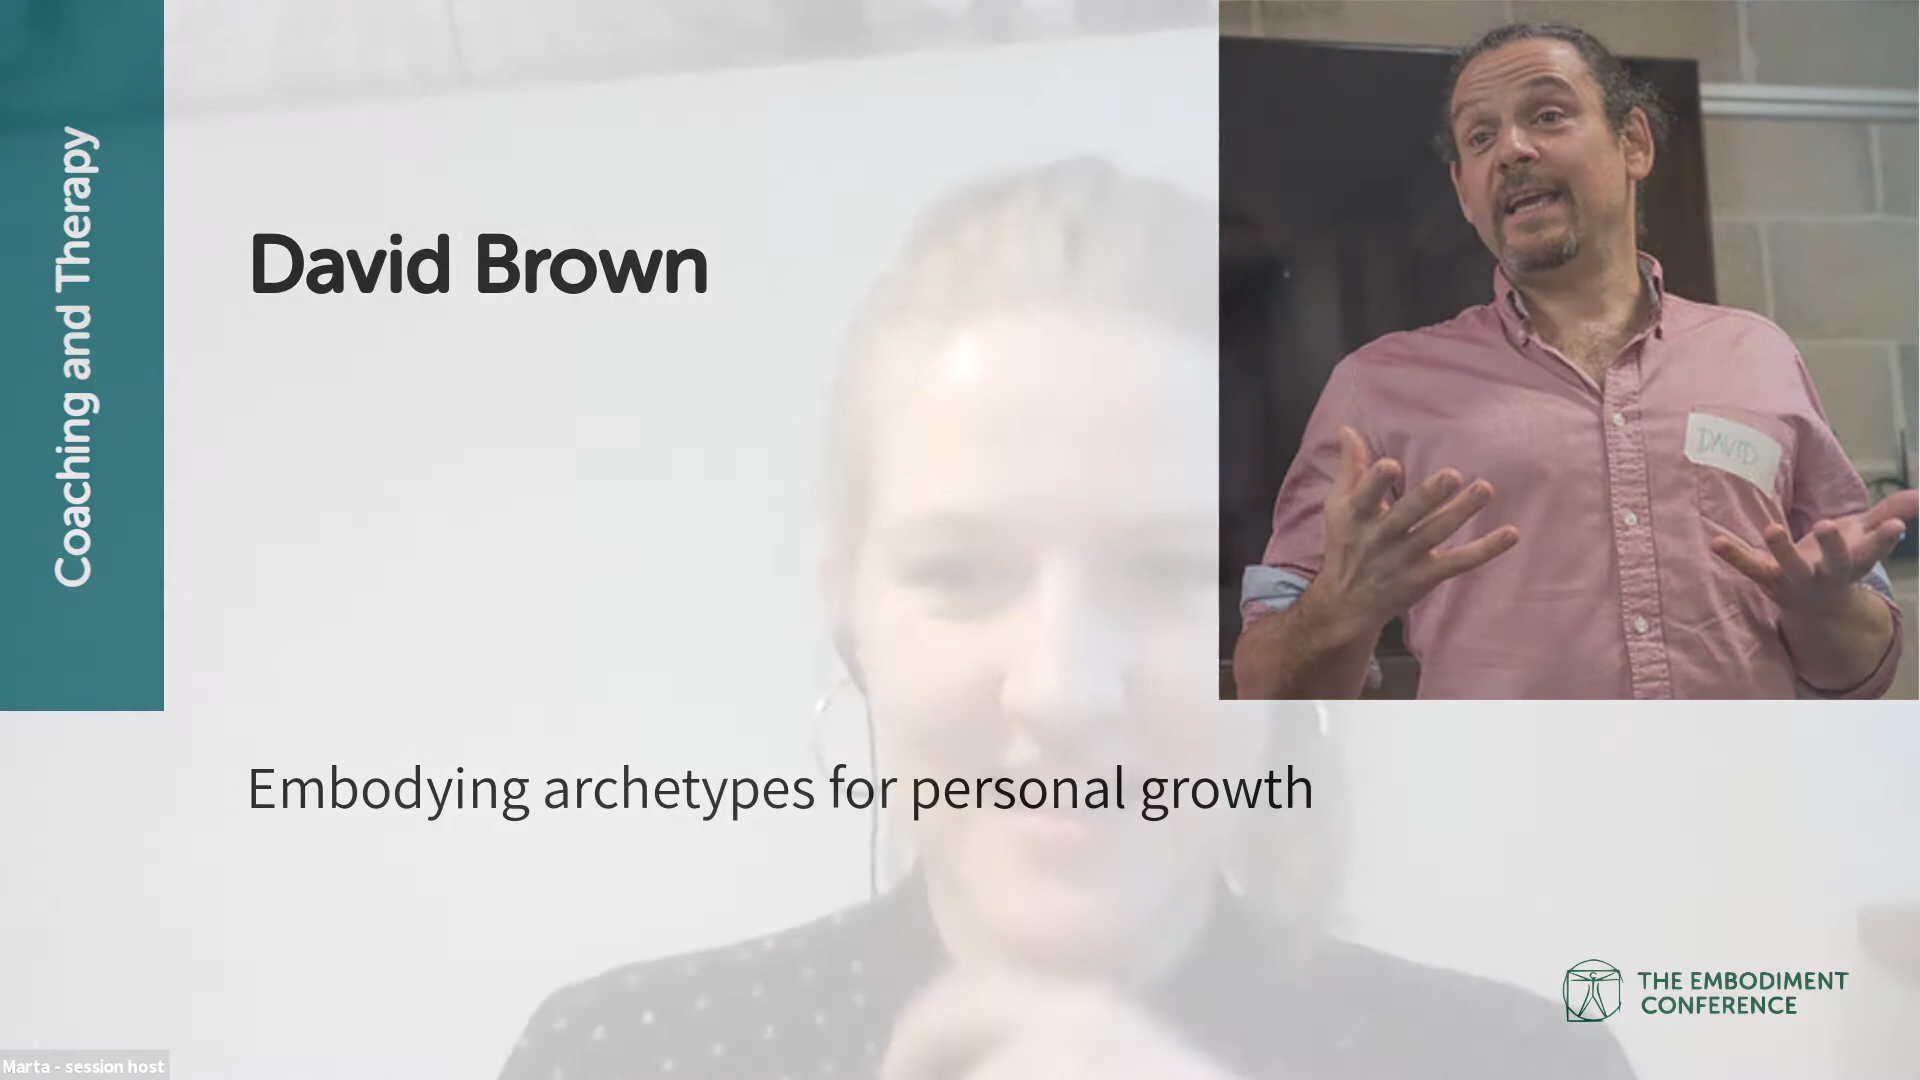 Coaching and Therapy
David Brown
DAVID
Embodying archetypes for personal growth
THE EMBODIMENT
CONFERENCE
Marta - session host